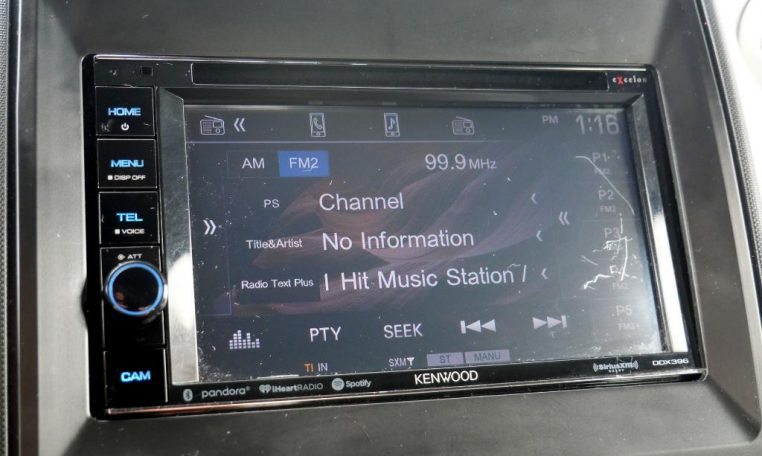 eXcelon
HOME
MENU
DISP OFF
TEL
VOICE
ATT
CAM
PM 1:16
AM FM2 99.9MHz
P1
FM2
PS Channel
P2
FM2
Title&Artist No Information
P3
Radio Text Plus l Hit Music Station /
P5
FM2
PTY SEEK
TI IN SXM ST MANU
SiriusXM
KENWOOD
DDX396
pandora iHeartRADIO Spotify